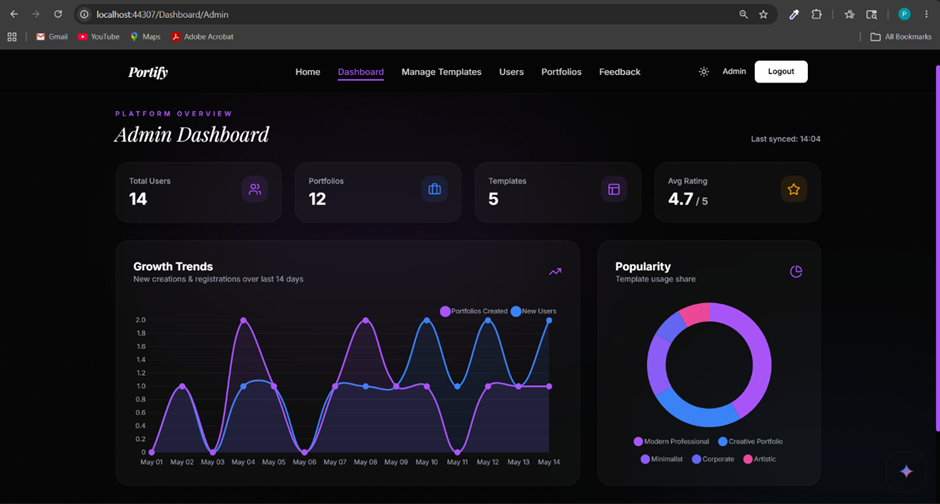 localhost:44307/Dashboard/Admin
P
Gmail
YouTube
Maps
Adobe Acrobat
All Bookmarks
Portify
Home
Dashboard
Manage Templates
Users
Portfolios
Feedback
Admin
Logout
PLATFORM OVERVIEW
Admin Dashboard
Last synced: 14:04
Total Users
14
Portfolios
12
Templates
5
Avg Rating
4.7 / 5
Growth Trends
New creations & registrations over last 14 days
Portfolios Created
New Users
2.0
1.8
1.6
1.4
1.2
1.0
0.8
0.6
0.4
0.2
0
May 01 May 02 May 03 May 04 May 05 May 06 May 07 May 08 May 09 May 10 May 11 May 12 May 13 May 14
Popularity
Template usage share
Modern Professional
Creative Portfolio
Minimalist
Corporate
Artistic